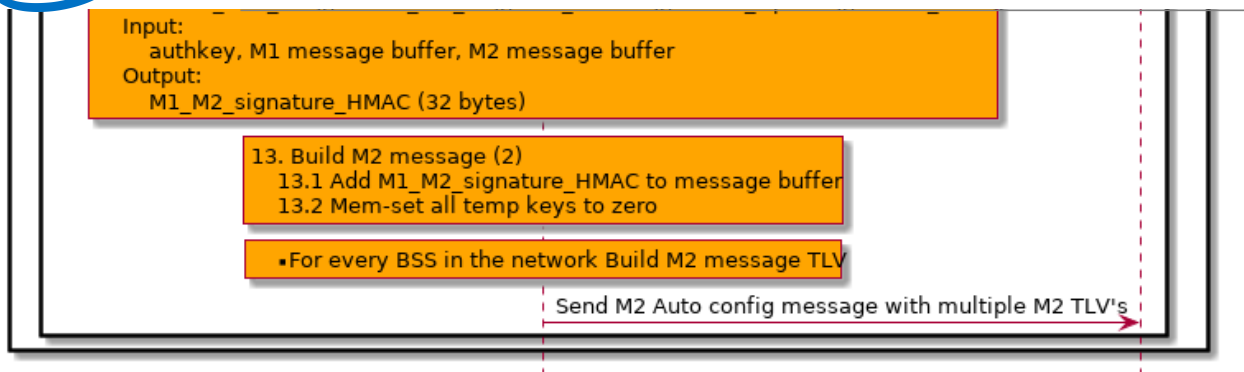 Input:
authkey, M1 message buffer, M2 message buffer
Output:
M1_M2_signature_HMAC (32 bytes)
13. Build M2 message (2)
13.1 Add M1_M2_signature_HMAC to message buffer
13.2 Mem-set all temp keys to zero
▪For every BSS in the network Build M2 message TLV
Send M2 Auto config message with multiple M2 TLV's